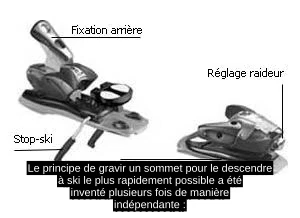 Fixation arrière
Réglage raideur
Stop-ski
Le principe de gravir un sommet pour le descendre
à ski le plus rapidement possible a été
inventé plusieurs fois de manière
indépendante :